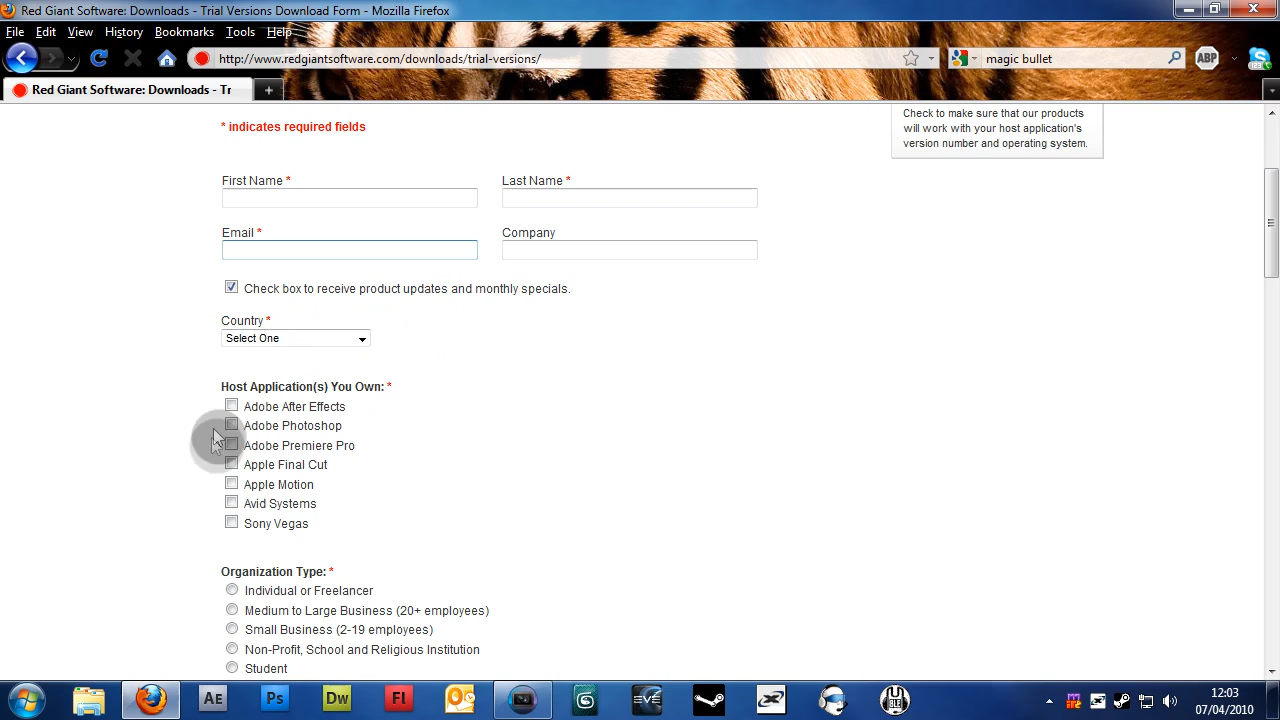 Red Giant Software: Downloads - Trial Versions Download Form - Mozilla Firefox
File Edit View History Bookmarks Tools Help
http://www.redgiantsoftware.com/downloads/trial-versions/
magic bullet
ABP
Red Giant Software: Downloads - Tr
Check to make sure that our products
will work with your host application's
version number and operating system.
* indicates required fields
First Name * Last Name *
Email * Company
Check box to receive product updates and monthly specials.
Country *
Select One
Host Application(s) You Own: *
Adobe After Effects
Adobe Photoshop
Adobe Premiere Pro
Apple Final Cut
Apple Motion
Avid Systems
Sony Vegas
Organization Type: *
Individual or Freelancer
Medium to Large Business (20+ employees)
Small Business (2-19 employees)
Non-Profit, School and Religious Institution
Student
AE Ps Dw Fl EVE
12:03
07/04/2010